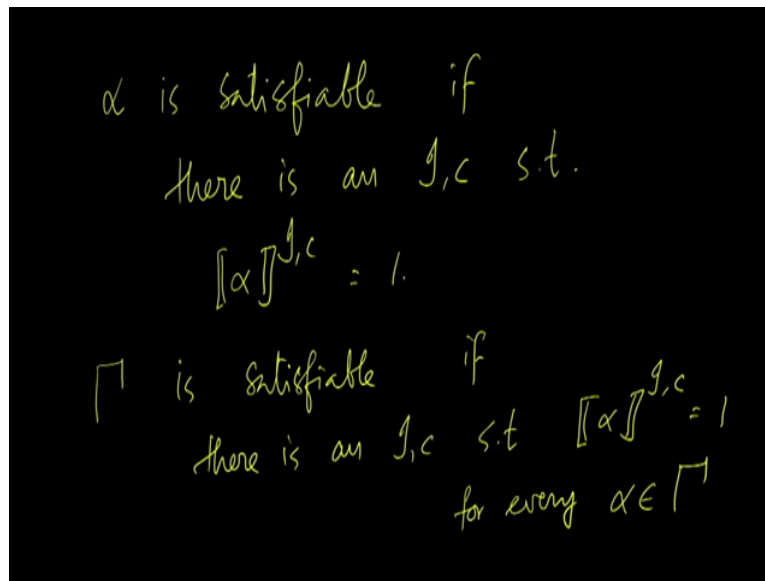 α is satisfiable if
there is an I,c s.t.
⟦α⟧^I,c = 1.
Γ is satisfiable if
there is an I,c s.t ⟦α⟧^I,c = 1
for every α ∈ Γ